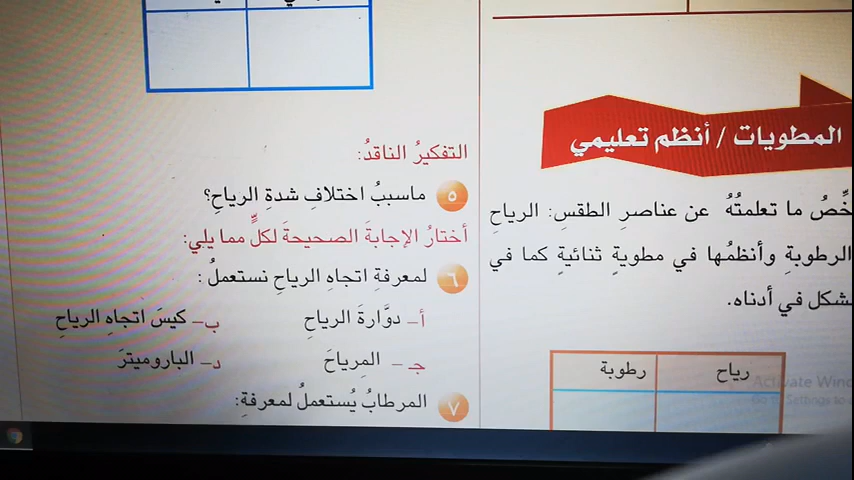 المطويات / أنظم تعليمي
ما تعلمتُهُ عن عناصرِ الطقسِ: الرياحِ
الرطوبةِ وأنظمُها في مطويةٍ ثنائيةٍ كما في
في أدناه.
رياح
رطوبة
التفكيرُ الناقدُ:
٥ ماسببُ اختلافِ شدةِ الرياحِ؟
أختارُ الإجابةَ الصحيحةَ لكلٍّ مما يلي:
٦ لمعرفةِ اتجاهِ الرياحِ نستعملُ :
أ– دوَّارةَ الرياحِ
ب– كيسَ اتجاهِ الرياحِ
جـ – المِرياحَ
د– الباروميترَ
٧ المرطابُ يُستعملُ لمعرفةِ: